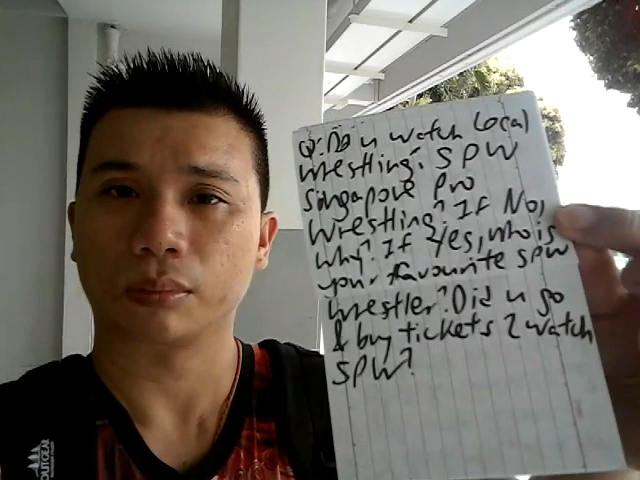 Q: Do u watch local
wrestling: SPW
Singapore Pro
Wrestling? If No,
why? If Yes, who is
your favourite SPW
wrestler? Did u go
& buy tickets 2 watch
SPW?
OUTGEAR